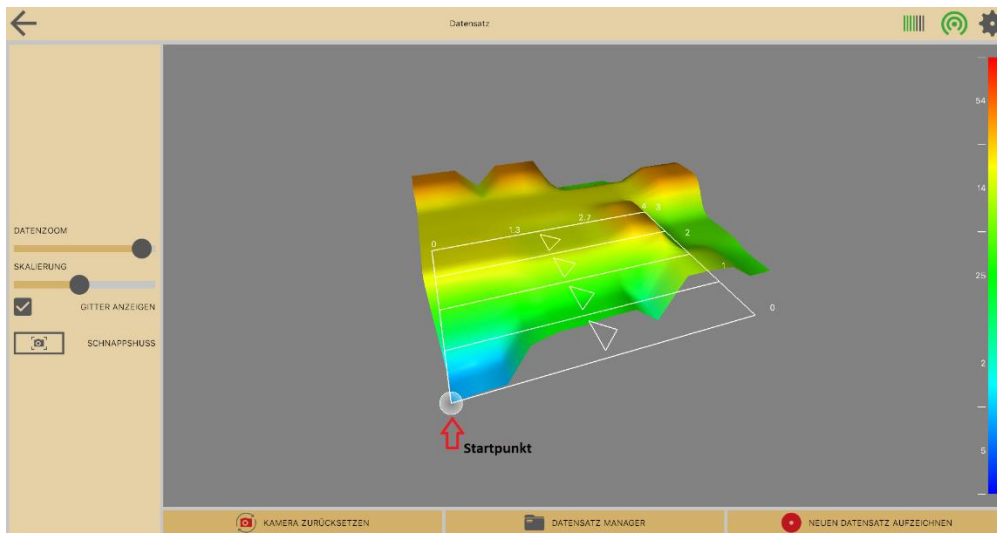 Datensatz
DATENZOOM
SKALIERUNG
GITTER ANZEIGEN
SCHNAPPSHUSS
0
1.3
2.7
4
3
2
1
0
Startpunkt
54
14
25
2
5
KAMERA ZURÜCKSETZEN
DATENSATZ MANAGER
NEUEN DATENSATZ AUFZEICHNEN